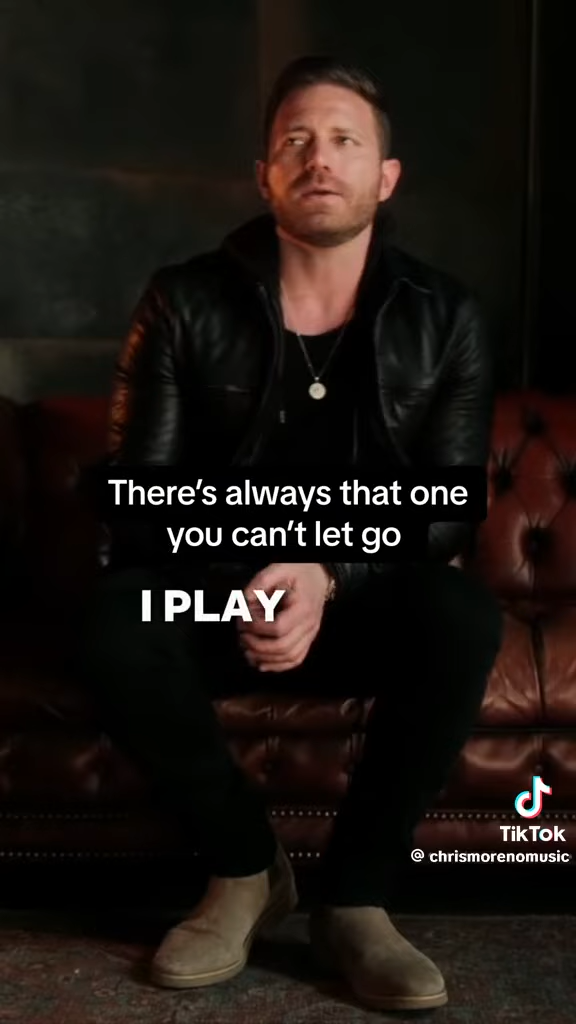 There's always that one
you can't let go
I PLAY
TikTok
@ chrismorenomusic